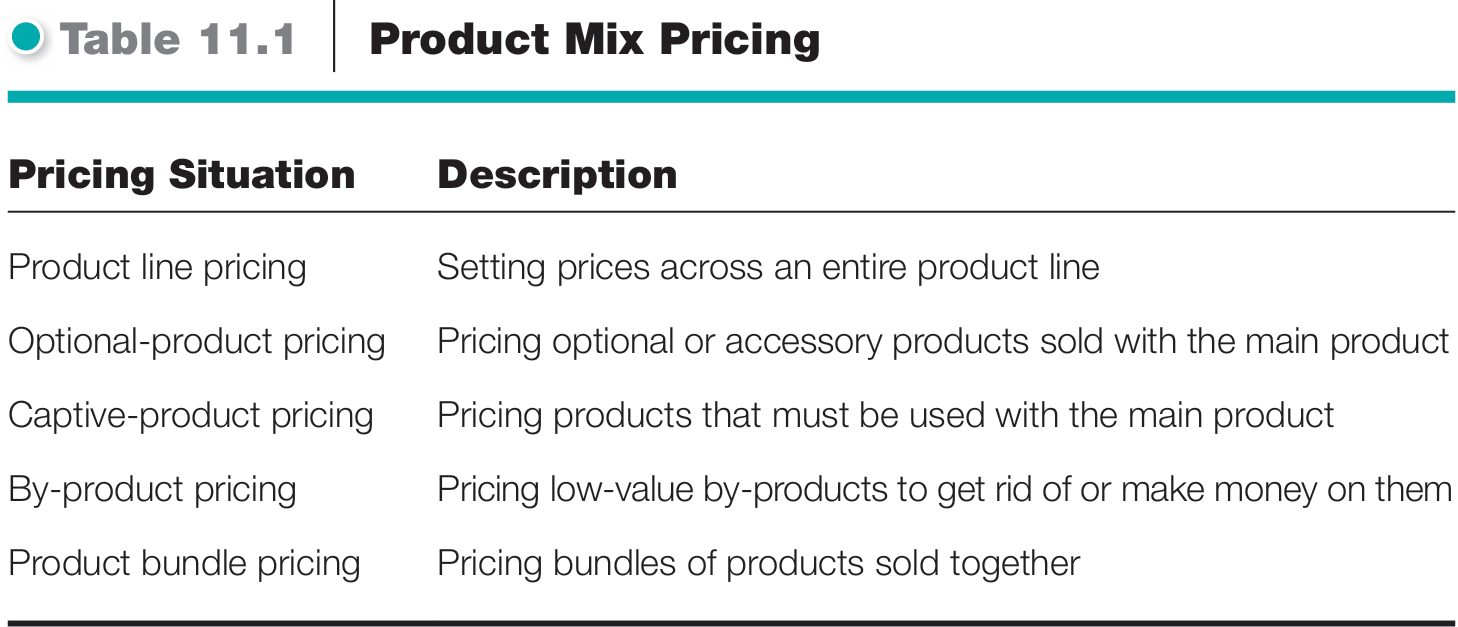 Table 11.1 Product Mix Pricing
Pricing Situation Description
Product line pricing Setting prices across an entire product line
Optional-product pricing Pricing optional or accessory products sold with the main product
Captive-product pricing Pricing products that must be used with the main product
By-product pricing Pricing low-value by-products to get rid of or make money on them
Product bundle pricing Pricing bundles of products sold together